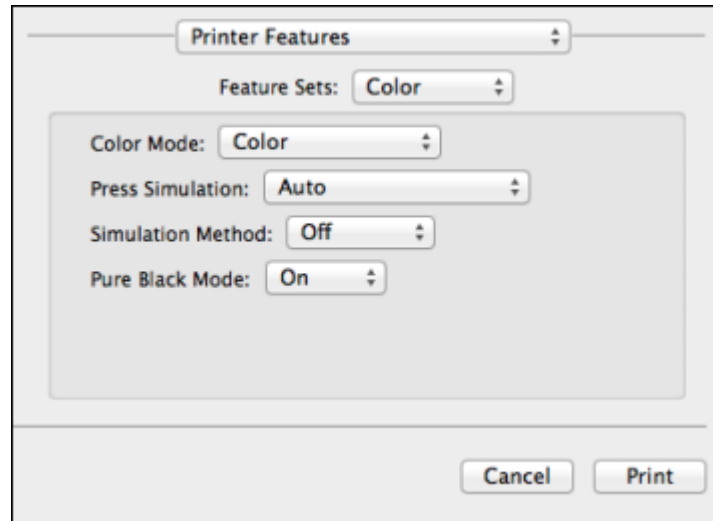 Printer Features
Feature Sets: Color
Color Mode: Color
Press Simulation: Auto
Simulation Method: Off
Pure Black Mode: On
Cancel Print